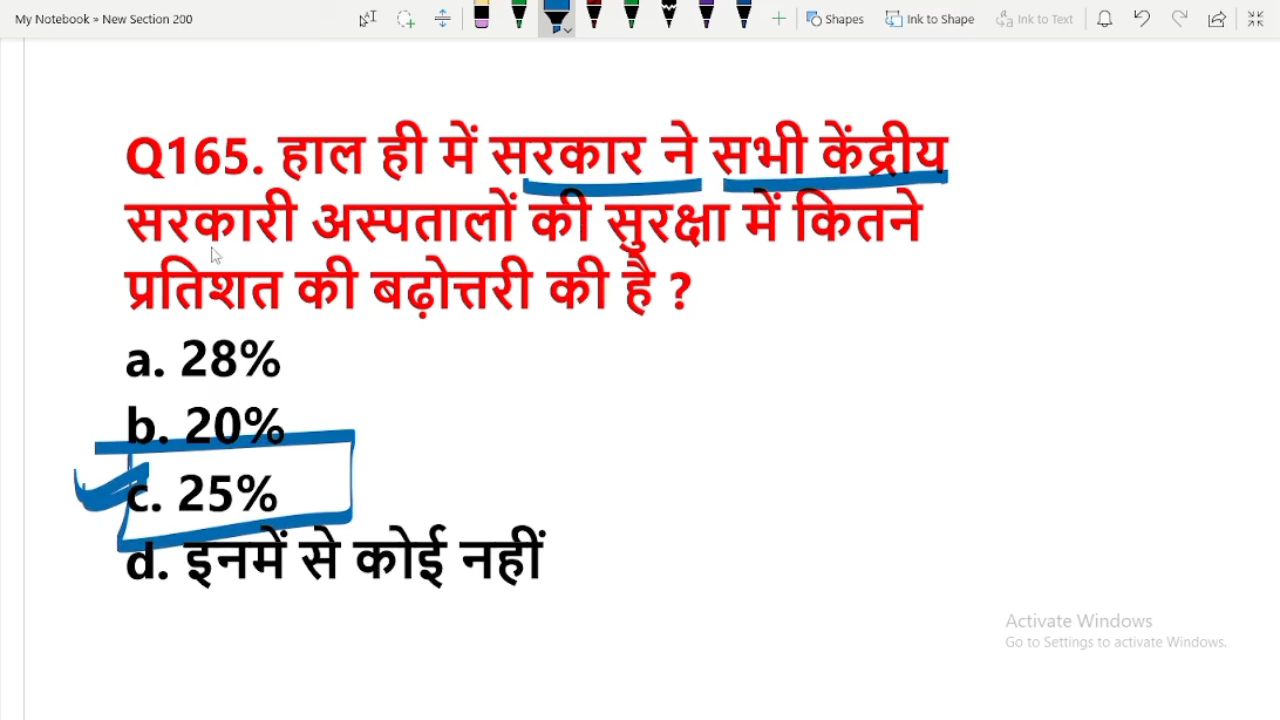 My Notebook » New Section 200
Shapes
Ink to Shape
Ink to Text
Q165. हाल ही में सरकार ने सभी केंद्रीय
सरकारी अस्पतालों की सुरक्षा में कितने
प्रतिशत की बढ़ोत्तरी की है ?
a. 28%
b. 20%
c. 25%
d. इनमें से कोई नहीं
Activate Windows
Go to Settings to activate Windows.